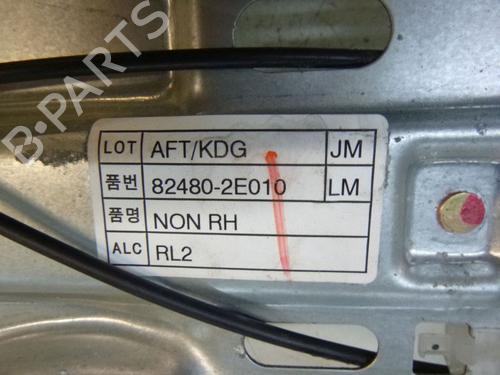 B-PARTS
LOT AFT/KDG JM
품번 82480-2E010 LM
품명 NON RH
ALC RL2